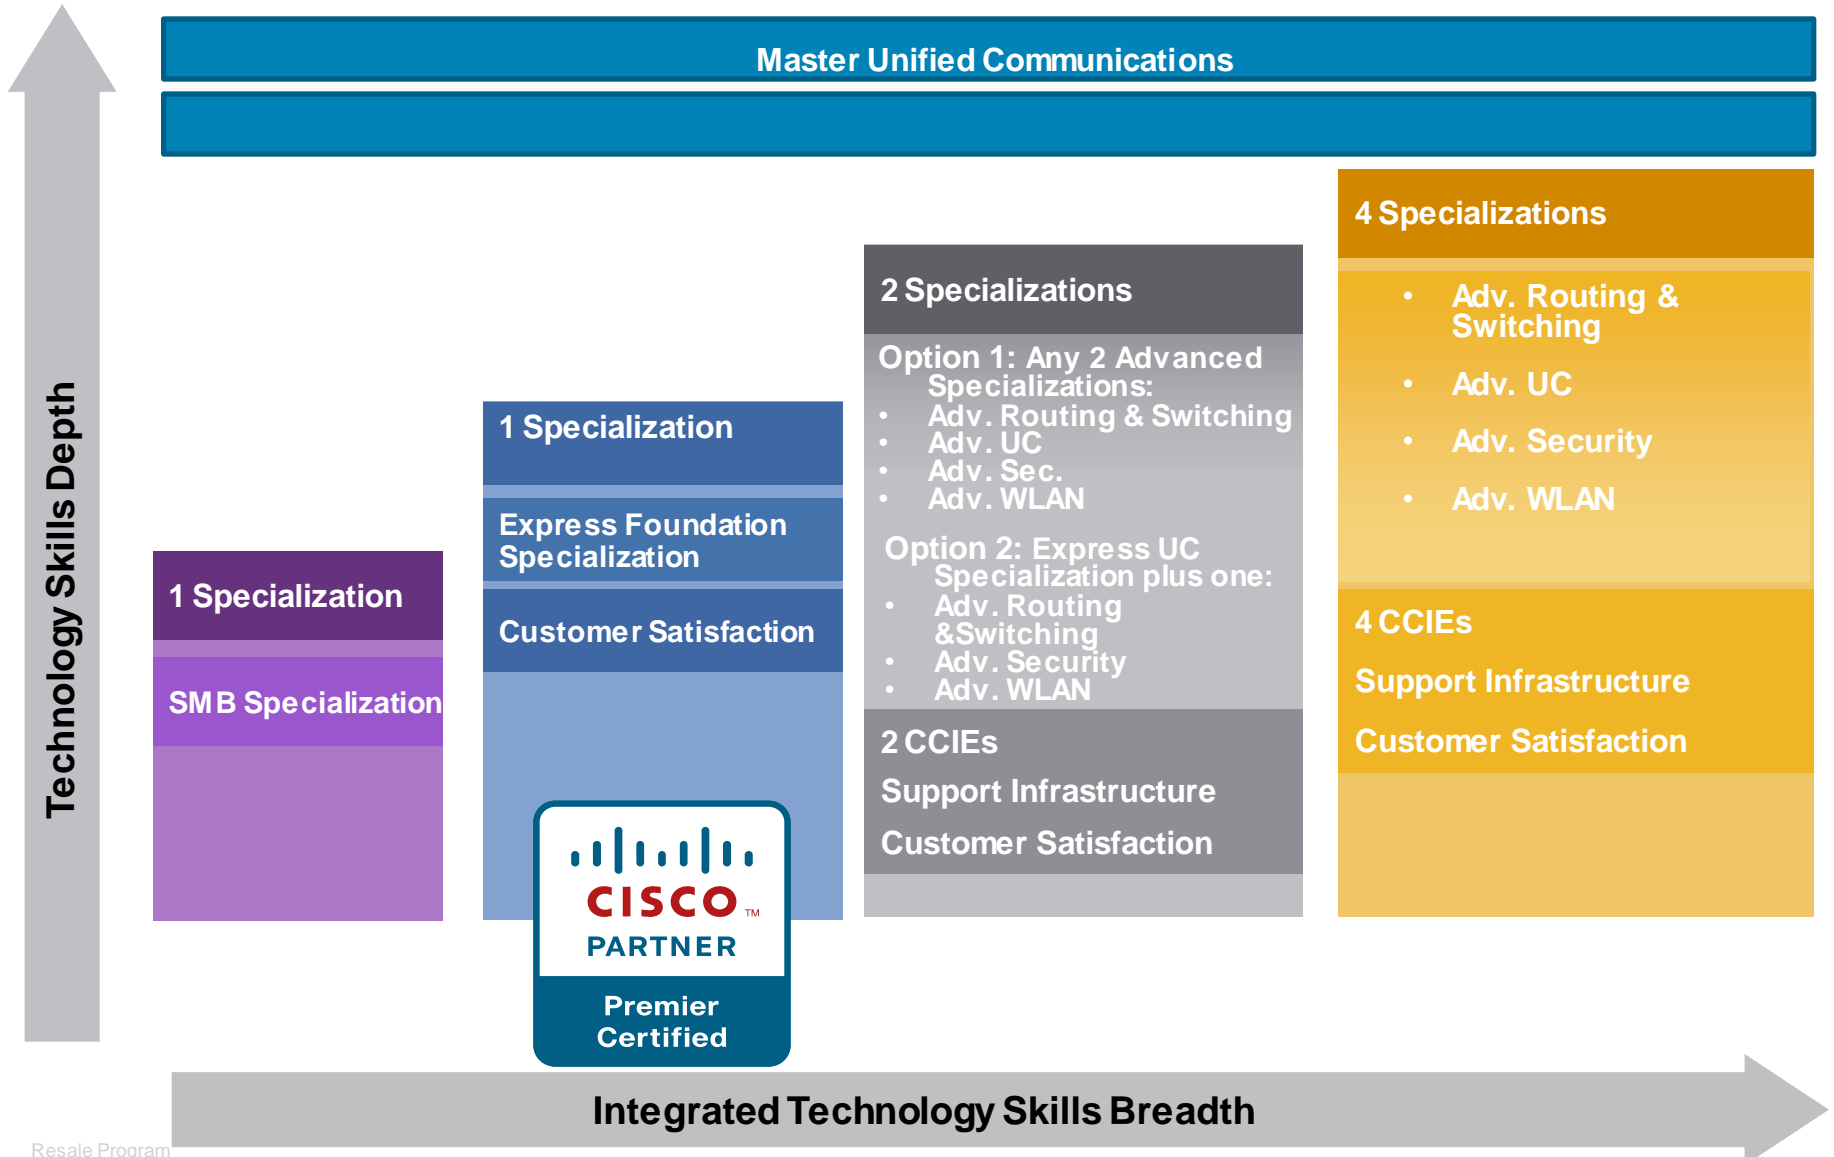 Master Unified Communications
Technology Skills Depth
1 Specialization
SMB Specialization
1 Specialization
Express Foundation
Specialization
Customer Satisfaction
CISCO TM
PARTNER
Premier
Certified
2 Specializations
Option 1: Any 2 Advanced
Specializations:
• Adv. Routing & Switching
• Adv. UC
• Adv. Sec.
• Adv. WLAN
Option 2: Express UC
Specialization plus one:
• Adv. Routing
&Switching
• Adv. Security
• Adv. WLAN
2 CCIEs
Support Infrastructure
Customer Satisfaction
4 Specializations
• Adv. Routing &
Switching
• Adv. UC
• Adv. Security
• Adv. WLAN
4 CCIEs
Support Infrastructure
Customer Satisfaction
Integrated Technology Skills Breadth
Resale Program